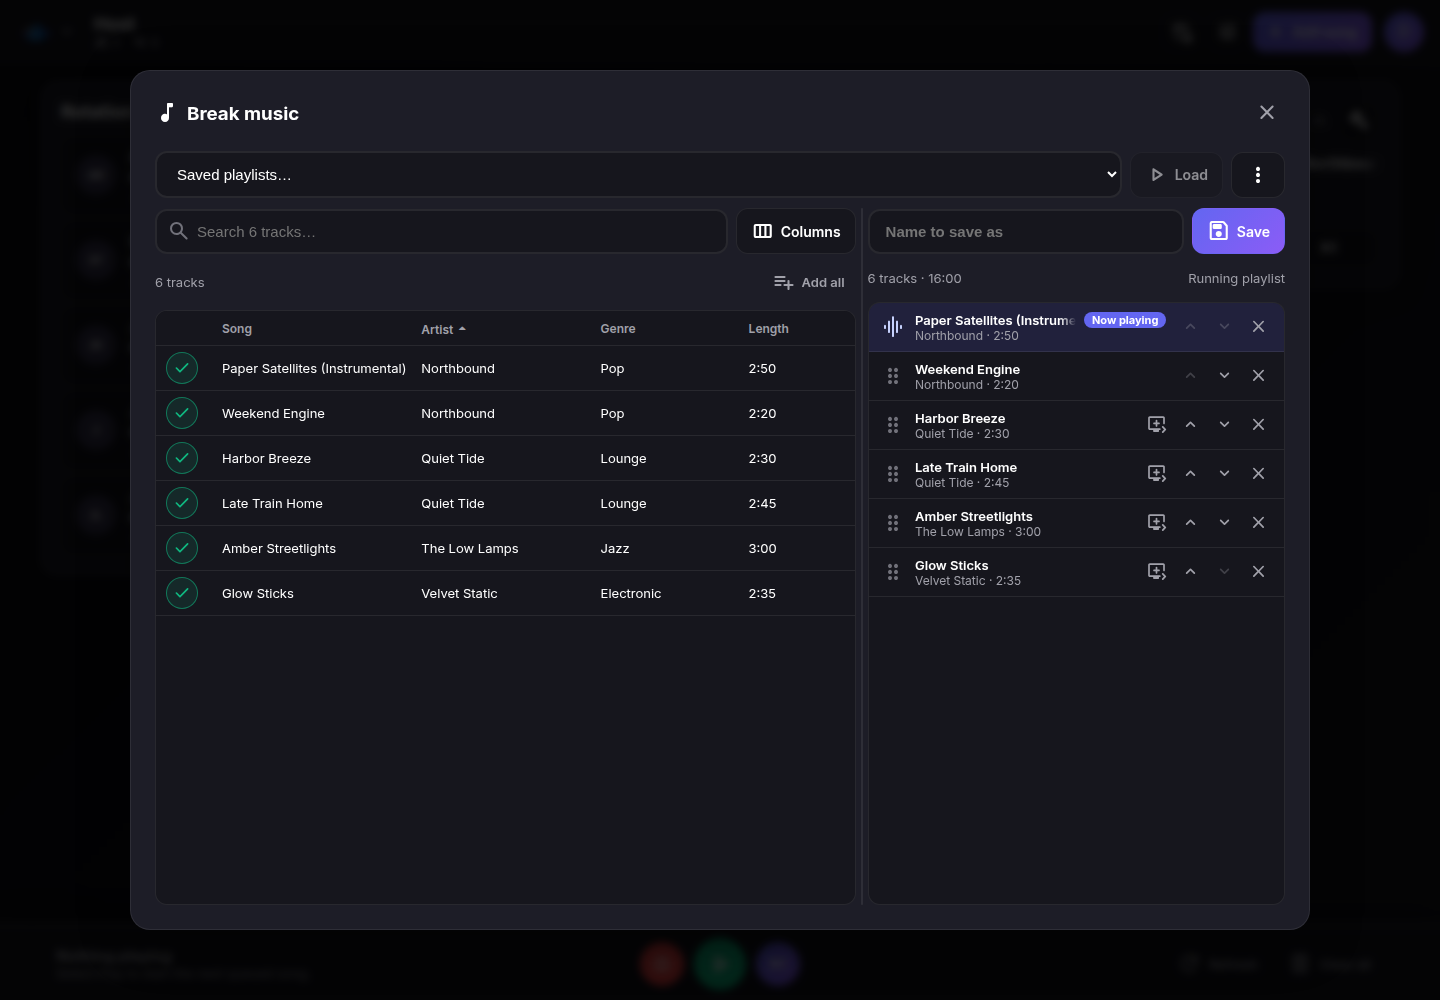 Break music
Saved playlists…
Load
Search 6 tracks…
Columns
Name to save as
Save
6 tracks
Add all
6 tracks · 16:00
Running playlist
Song Artist Genre Length
Paper Satellites (Instrumental) Northbound Pop 2:50
Weekend Engine Northbound Pop 2:20
Harbor Breeze Quiet Tide Lounge 2:30
Late Train Home Quiet Tide Lounge 2:45
Amber Streetlights The Low Lamps Jazz 3:00
Glow Sticks Velvet Static Electronic 2:35
Paper Satellites (Instrume Now playing
Northbound · 2:50
Weekend Engine
Northbound · 2:20
Harbor Breeze
Quiet Tide · 2:30
Late Train Home
Quiet Tide · 2:45
Amber Streetlights
The Low Lamps · 3:00
Glow Sticks
Velvet Static · 2:35